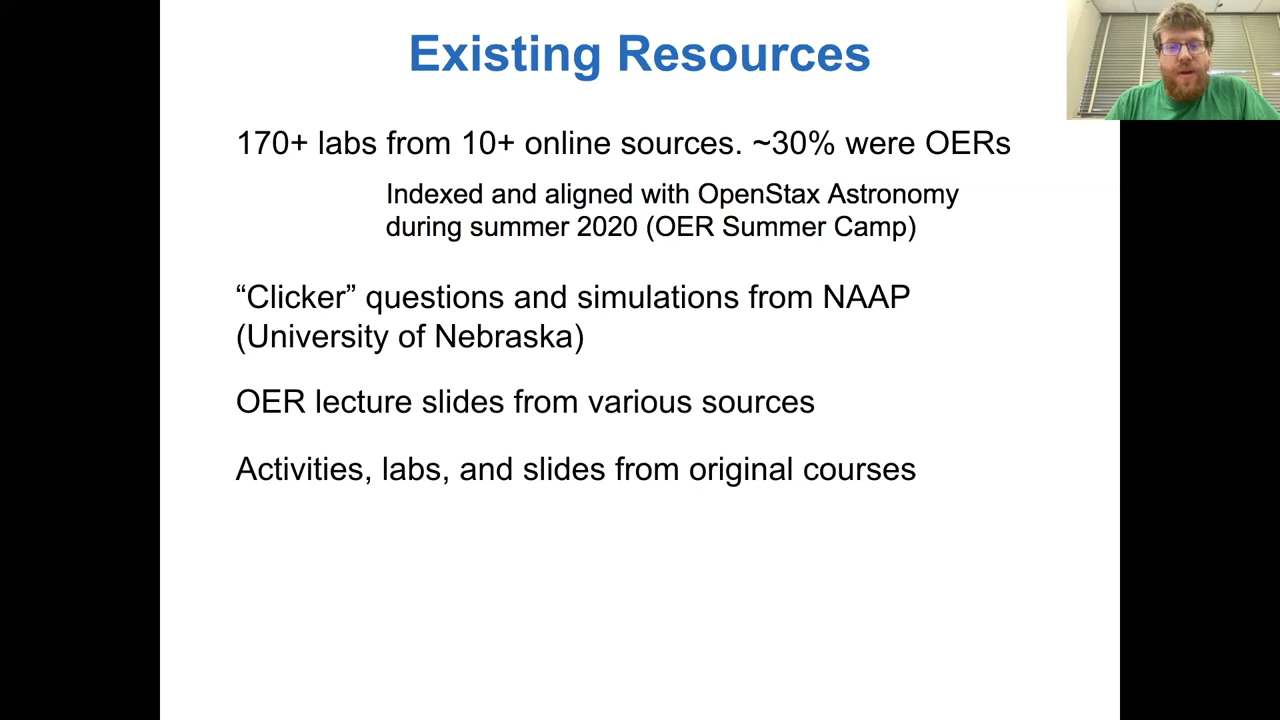 Existing Resources
170+ labs from 10+ online sources. ~30% were OERs
Indexed and aligned with OpenStax Astronomy
during summer 2020 (OER Summer Camp)
“Clicker” questions and simulations from NAAP
(University of Nebraska)
OER lecture slides from various sources
Activities, labs, and slides from original courses